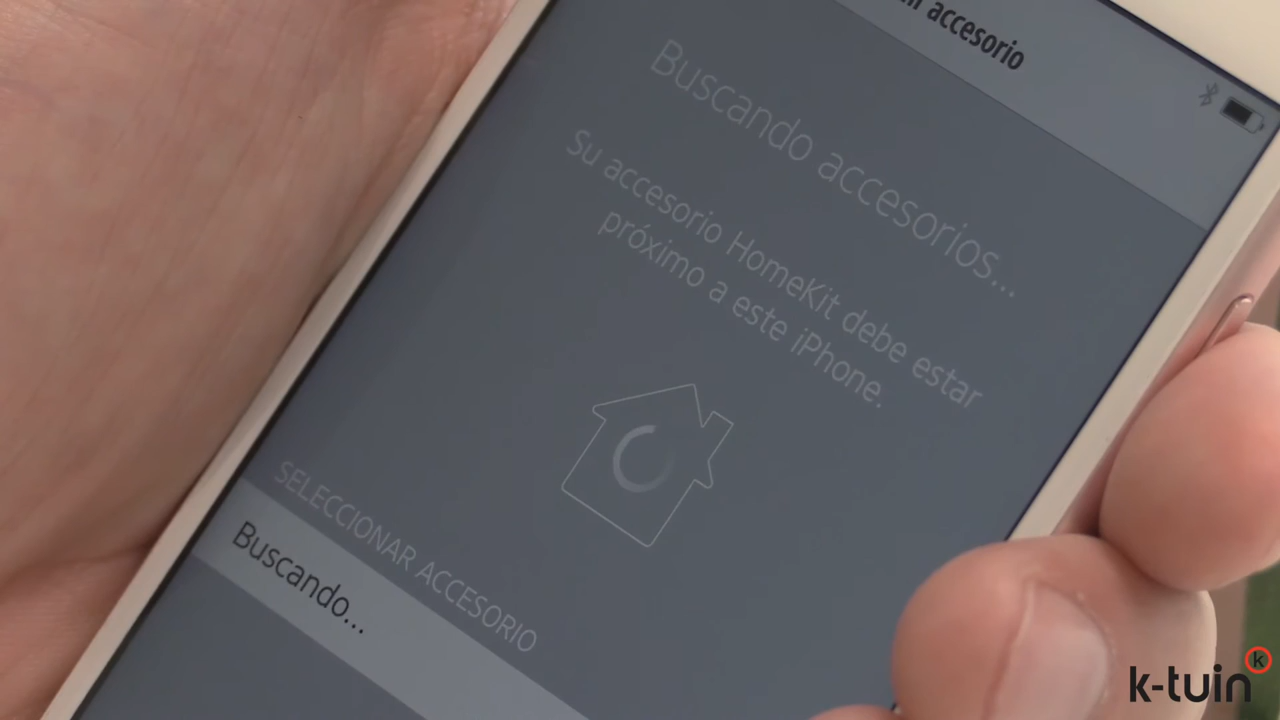 accesorio
Buscando accesorios...
Su accesorio HomeKit debe estar
próximo a este iPhone.
SELECCIONAR ACCESORIO
Buscando...
k-tuin
k